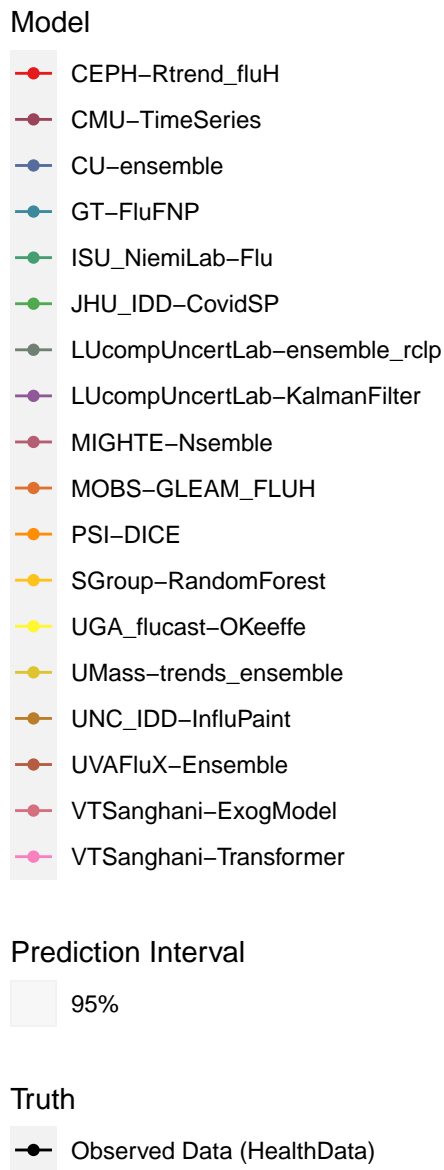 Model
CEPH−Rtrend_fluH
CMU−TimeSeries
CU−ensemble
GT−FluFNP
ISU_NiemiLab−Flu
JHU_IDD−CovidSP
LUcompUncertLab−ensemble_rclp
LUcompUncertLab−KalmanFilter
MIGHTE−Nsemble
MOBS−GLEAM_FLUH
PSI−DICE
SGroup−RandomForest
UGA_flucast−OKeeffe
UMass−trends_ensemble
UNC_IDD−InfluPaint
UVAFluX−Ensemble
VTSanghani−ExogModel
VTSanghani−Transformer
Prediction Interval
95%
Truth
Observed Data (HealthData)